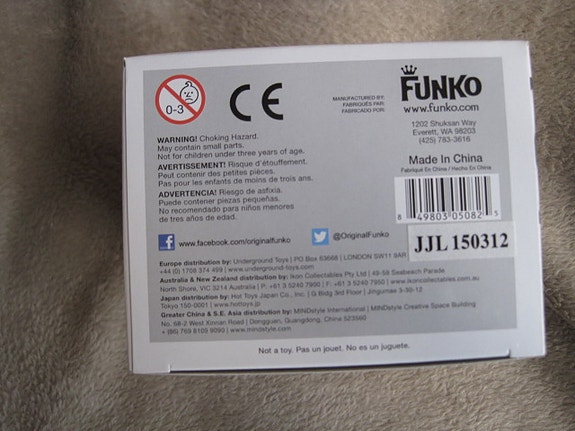 0-3
CE
MANUFACTURED BY:
FABRIQUÉS PAR:
FABRICADO POR:
FUNKO
www.funko.com
1202 Shuksan Way
Everett, WA 98203
(425) 783-3616
WARNING! Choking Hazard.
May contain small parts.
Not for children under three years of age.
AVERTISSEMENT! Risque d'étouffement.
Peut contenir des petites pièces.
Pas pour les enfants de moins de trois ans.
ADVERTENCIA! Riesgo de asfixia.
Puede contener piezas pequeñas.
No recomendado para niños menores
de tres años de edad.
Made In China
Fabriqué En China / Hecho En China
8 49803 05082 5
f www.facebook.com/originalFunko
@OriginalFunko
JJL 150312
Europe distribution by: Underground Toys | PO Box 63668 | LONDON SW11 9AR
+44 (0) 1708 374 499 | www.underground-toys.com
Australia & New Zealand distribution by: Ikon Collectables Pty Ltd | 49-58 Seabeach Parade
North Shore, VIC 3214 Australia | P: +61 3 5240 7900 | F: +61 3 5240 7950 | www.ikoncollectables.com.au
Japan distribution by: Hot Toys Japan Co., Inc. | G Bldg 3rd Floor | Jingumae 5-30-12
Tokyo 150-0001 | www.hottoys.jp
Greater China & S.E. Asia distribution by: MINDstyle International | MINDstyle Creative Space Building
No. 68-2 West Xinnan Road | Dongguan, Guangdong, China 523560
+ (86) 769 8109 9090 | www.mindstyle.com
Not a toy. Pas un jouet. No es un juguete.